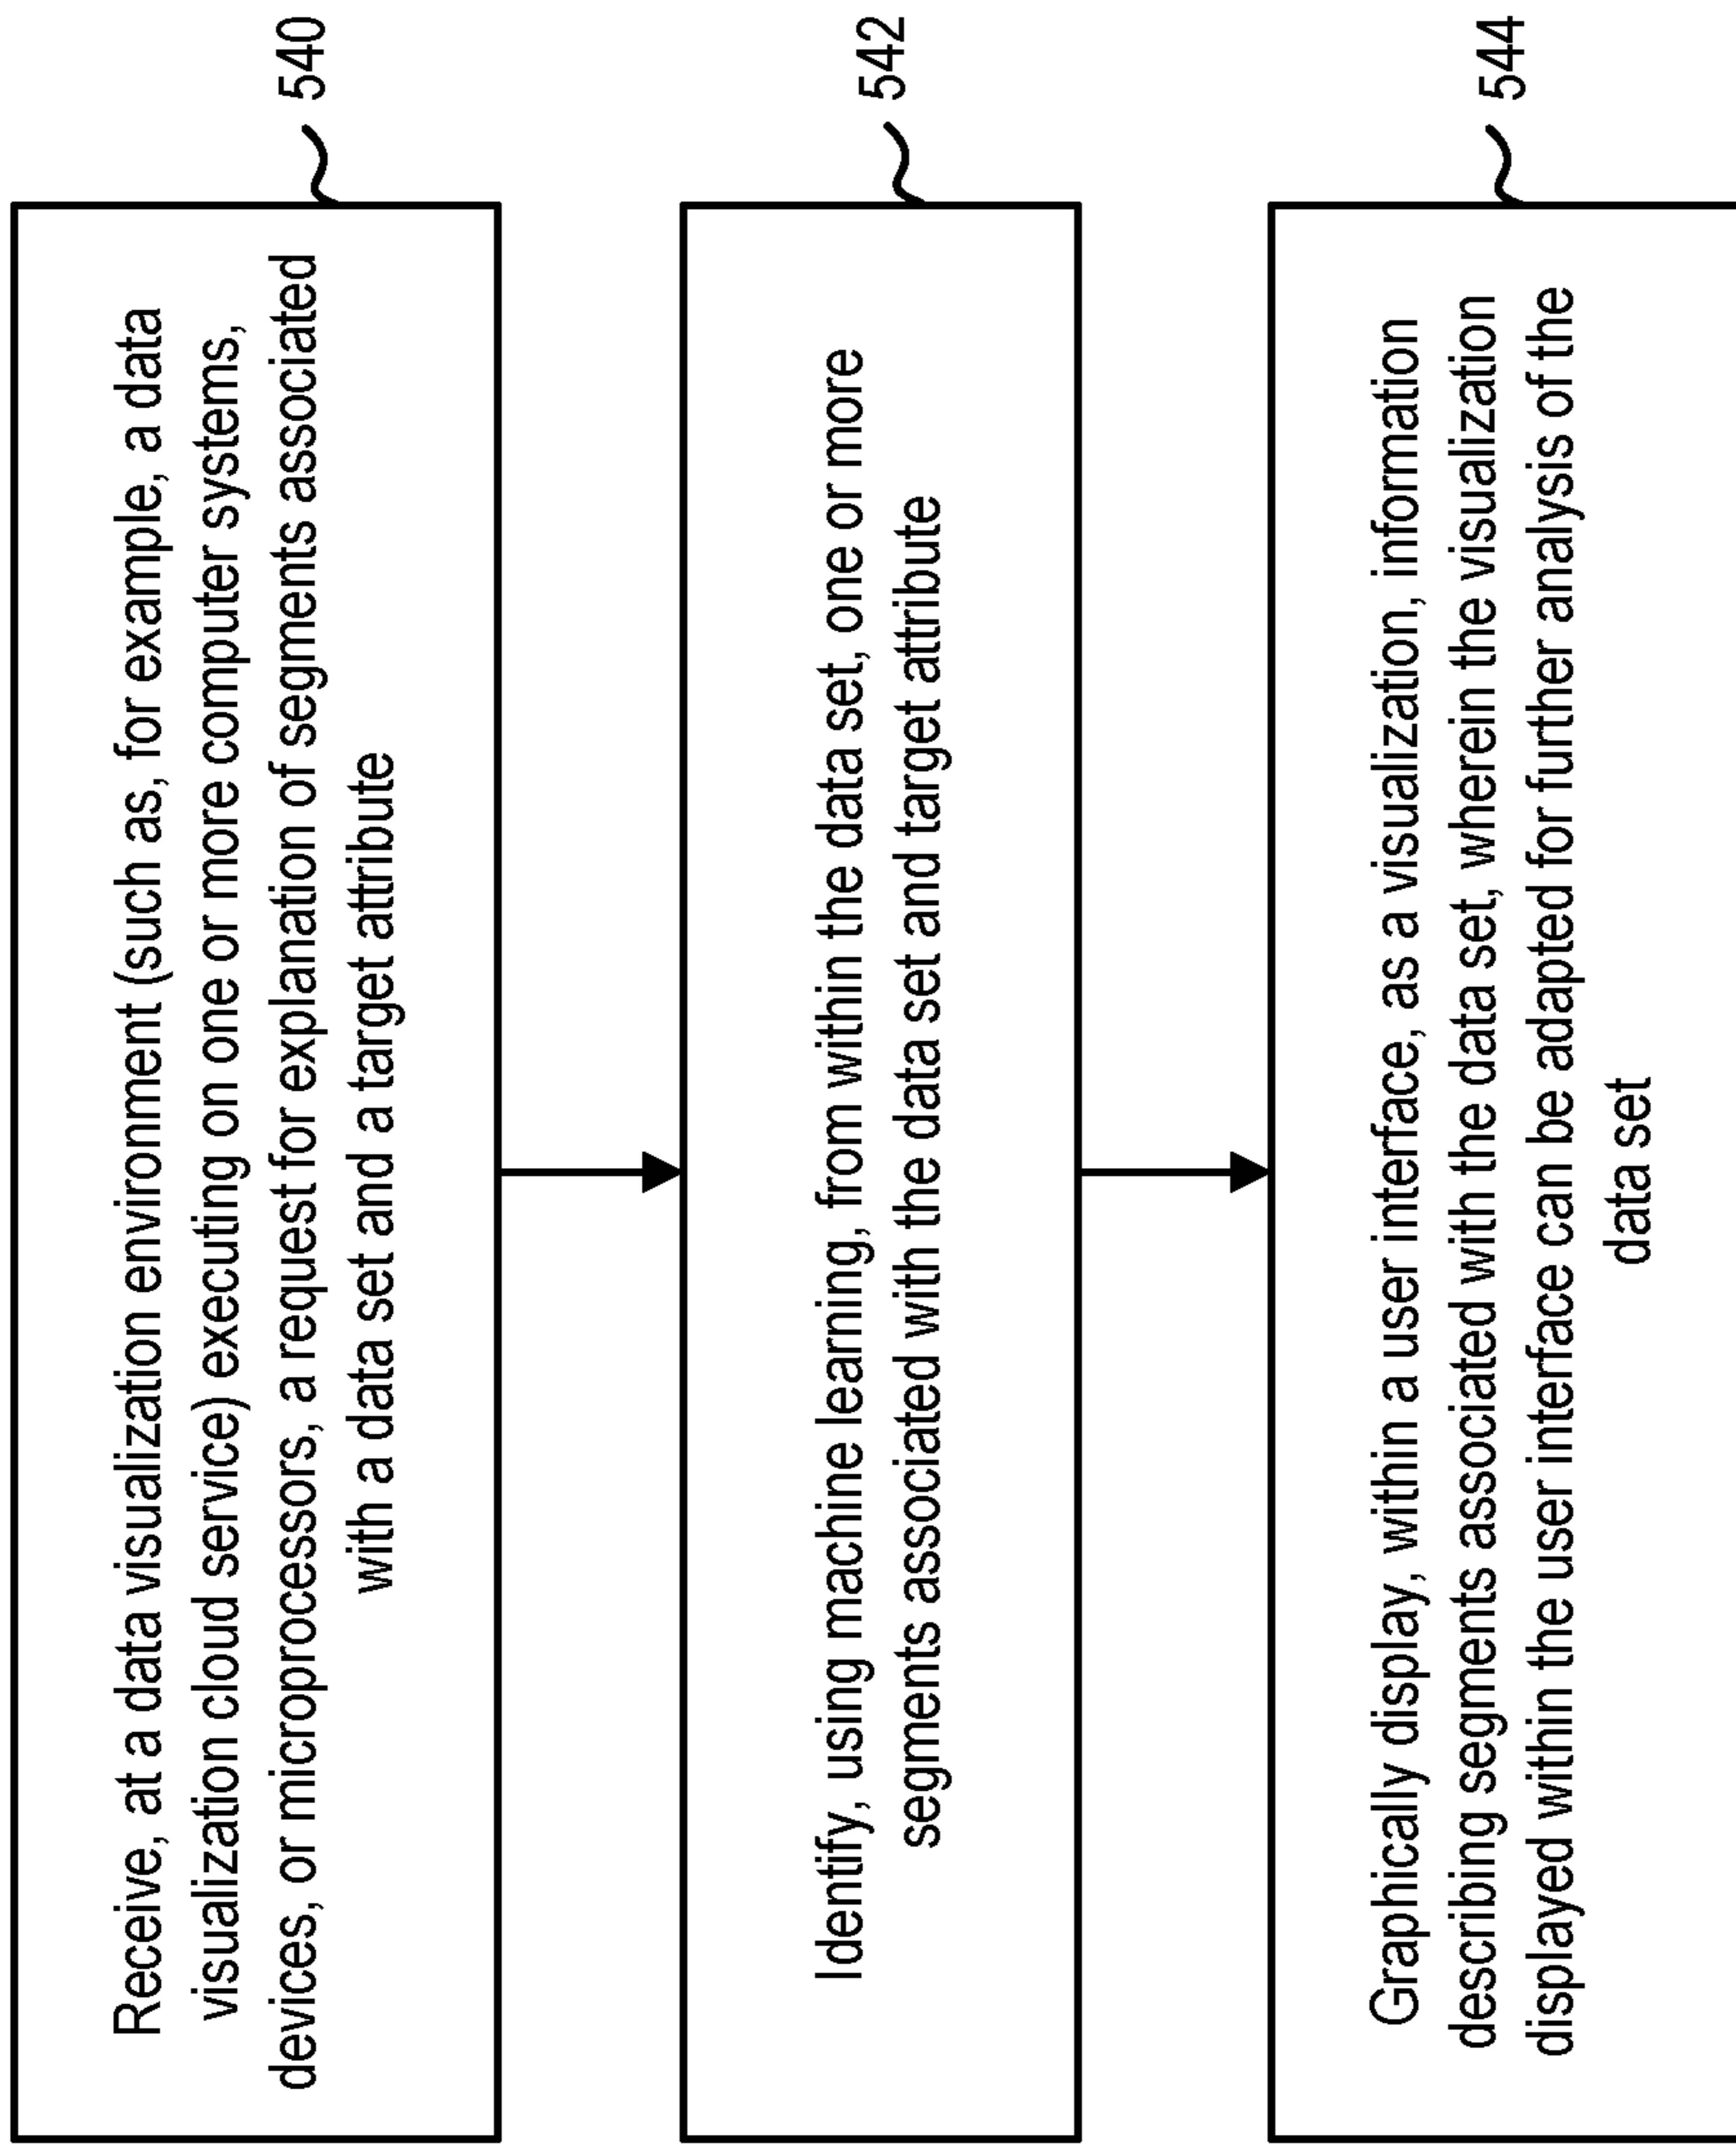 Receive, at a data visualization environment (such as, for example, a data
visualization cloud service) executing on one or more computer systems,
devices, or microprocessors, a request for explanation of segments associated
with a data set and a target attribute
540
Identify, using machine learning, from within the data set, one or more
segments associated with the data set and target attribute
542
Graphically display, within a user interface, as a visualization, information
describing segments associated with the data set, wherein the visualization
displayed within the user interface can be adapted for further analysis of the
data set
544